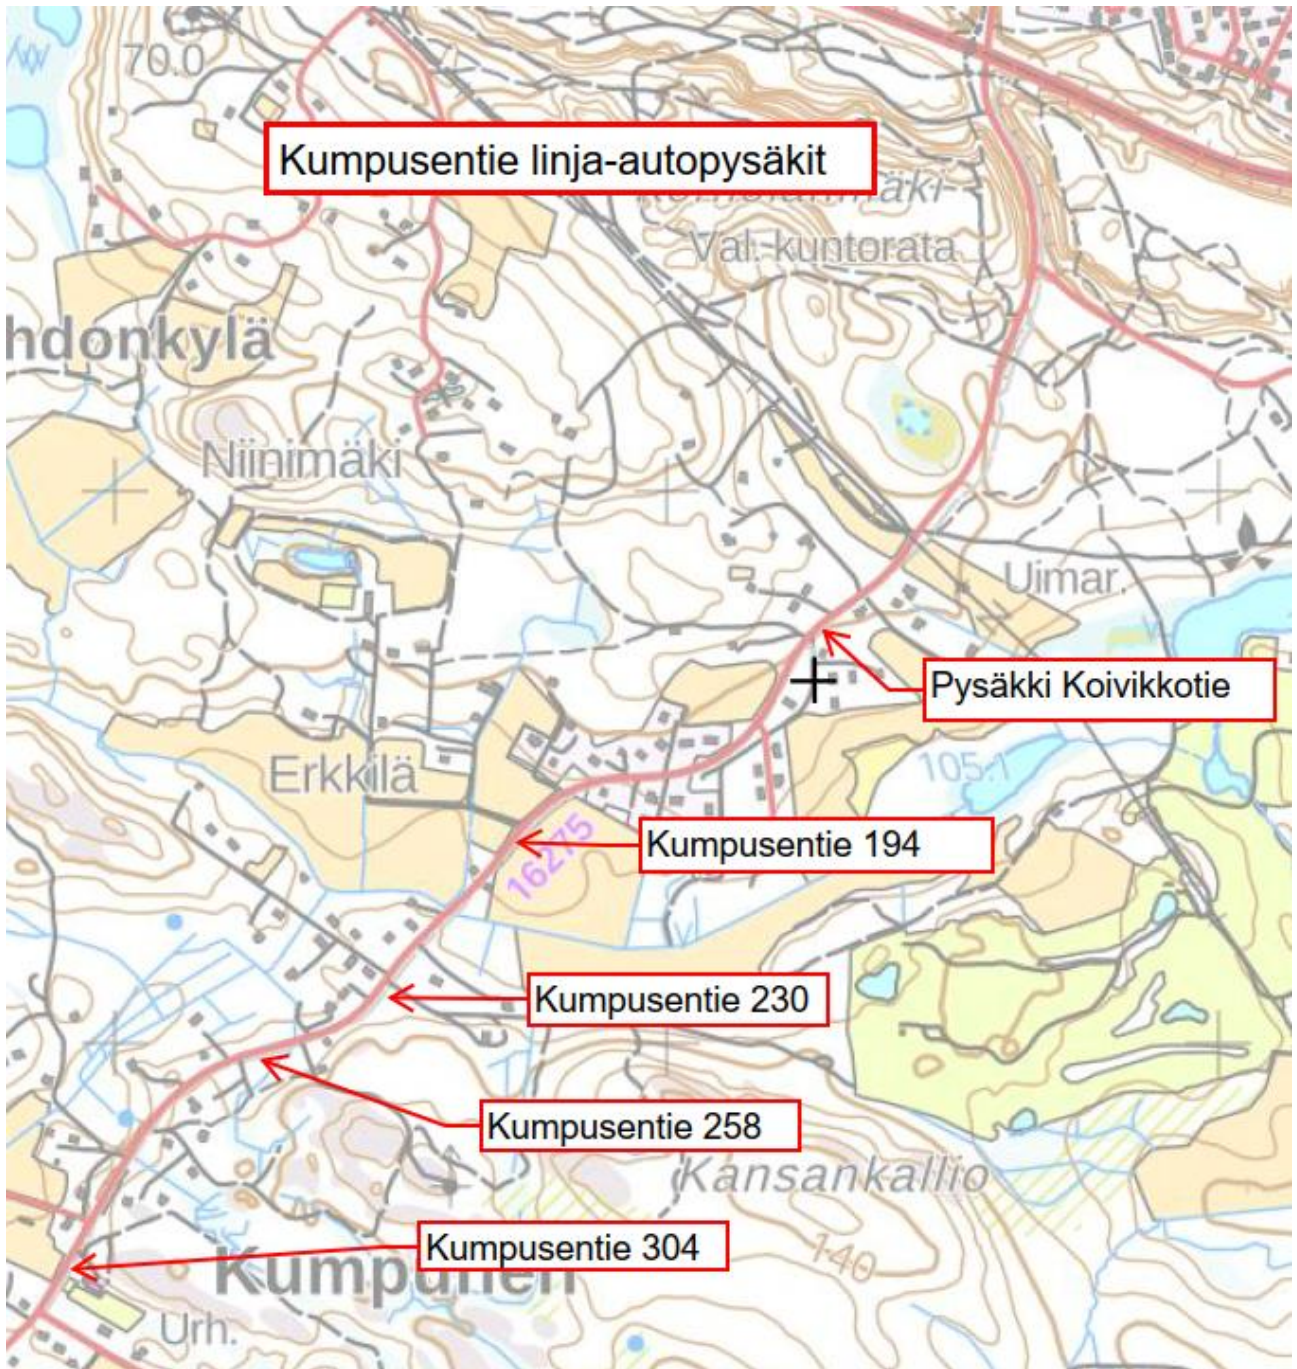 70.0
Kumpusentie linja-autopysäkit
Val. kuntorata
hdonkylä
Niinimäki
Uimar.
Pysäkki Koivikkotie
Erkkilä
105.1
Kumpusentie 194
16275
Kumpusentie 230
Kumpusentie 258
Kansankallio
Kumpusentie 304
140
Kumpunen
Urh.